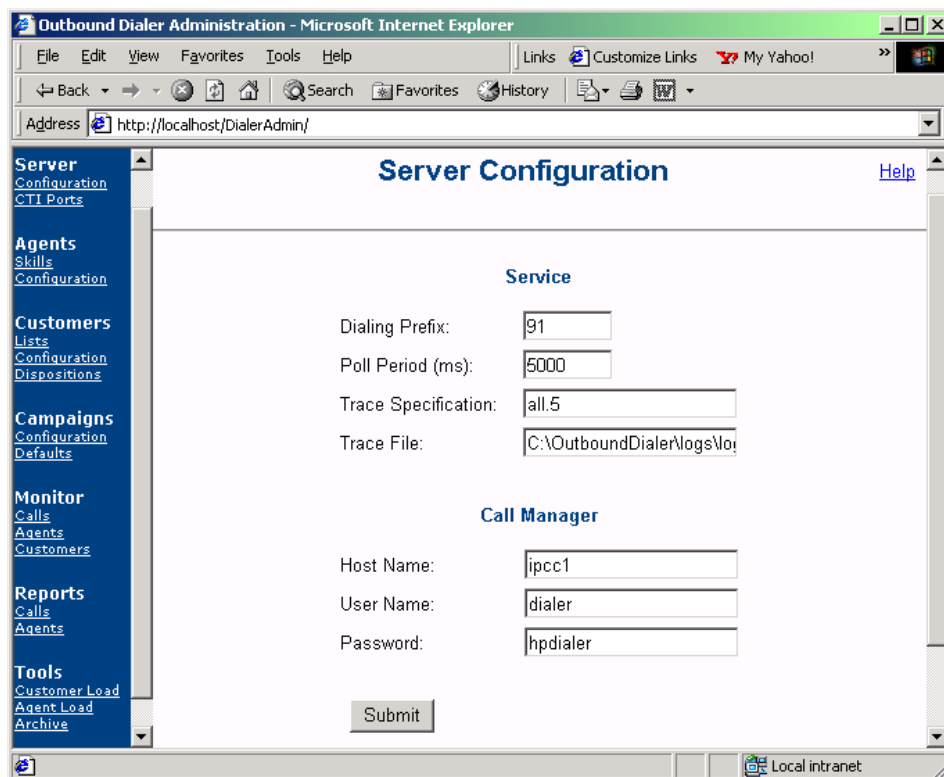 Outbound Dialer Administration - Microsoft Internet Explorer
File Edit View Favorites Tools Help Links Customize Links My Yahoo! »
Back Search Favorites History
Address http://localhost/DialerAdmin/
Server
Configuration
CTI Ports
Agents
Skills
Configuration
Customers
Lists
Configuration
Dispositions
Campaigns
Configuration
Defaults
Monitor
Calls
Agents
Customers
Reports
Calls
Agents
Tools
Customer Load
Agent Load
Archive
Server Configuration
Help
Service
Dialing Prefix: 91
Poll Period (ms): 5000
Trace Specification: all.5
Trace File: C:\OutboundDialer\logs\log
Call Manager
Host Name: ipcc1
User Name: dialer
Password: hpdialer
Submit
Local intranet